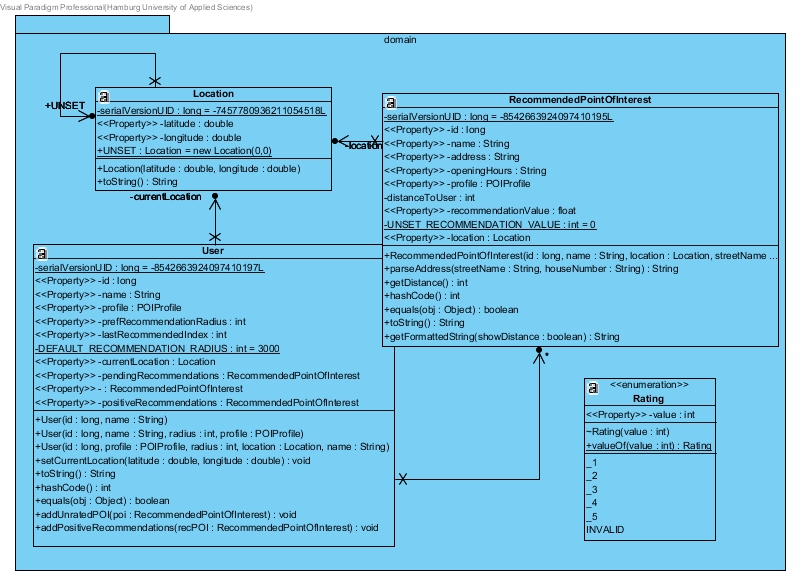 Visual Paradigm Professional(Hamburg University of Applied Sciences)
domain
Location
-serialVersionUID : long = -7457780936211054518L
<<Property>> -latitude : double
<<Property>> -longitude : double
+UNSET : Location = new Location(0,0)
+Location(latitude : double, longitude : double)
+toString() : String
+UNSET
-location
-currentLocation
RecommendedPointOfInterest
-serialVersionUID : long = -8542663924097410195L
<<Property>> -id : long
<<Property>> -name : String
<<Property>> -address : String
<<Property>> -openingHours : String
<<Property>> -profile : POIProfile
-distanceToUser : int
<<Property>> -recommendationValue : float
-UNSET_RECOMMENDATION_VALUE : int = 0
<<Property>> -location : Location
+RecommendedPointOfInterest(id : long, name : String, location : Location, streetName ...
+parseAddress(streetName : String, houseNumber : String) : String
+getDistance() : int
+hashCode() : int
+equals(obj : Object) : boolean
+toString() : String
+getFormattedString(showDistance : boolean) : String
User
-serialVersionUID : long = -8542663924097410197L
<<Property>> -id : long
<<Property>> -name : String
<<Property>> -profile : POIProfile
<<Property>> -prefRecommendationRadius : int
<<Property>> -lastRecommendedIndex : int
-DEFAULT_RECOMMENDATION_RADIUS : int = 3000
<<Property>> -currentLocation : Location
<<Property>> -pendingRecommendations : RecommendedPointOfInterest
<<Property>> - : RecommendedPointOfInterest
<<Property>> -positiveRecommendations : RecommendedPointOfInterest
+User(id : long, name : String)
+User(id : long, name : String, radius : int, profile : POIProfile)
+User(id : long, profile : POIProfile, radius : int, location : Location, name : String)
+setCurrentLocation(latitude : double, longitude : double) : void
+toString() : String
+hashCode() : int
+equals(obj : Object) : boolean
+addUnratedPOI(poi : RecommendedPointOfInterest) : void
+addPositiveRecommendations(recPOI : RecommendedPointOfInterest) : void
*
<<enumeration>>
Rating
<<Property>> -value : int
~Rating(value : int)
+valueOf(value : int) : Rating
_1
_2
_3
_4
_5
INVALID